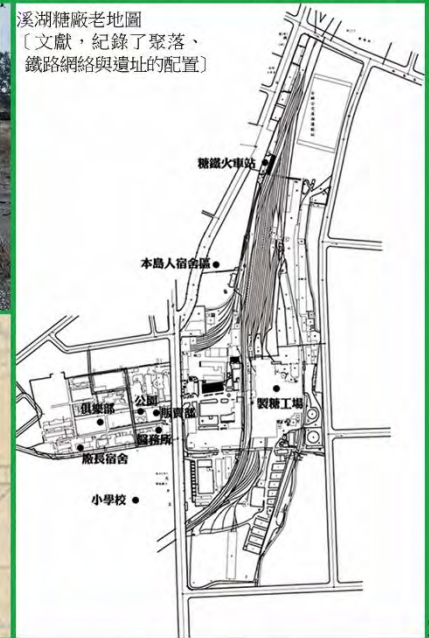 溪湖糖廠老地圖
〔文獻，紀錄了聚落、
鐵路網絡與遺址的配置〕
糖鐵火車站
本島人宿舍區
製糖工場
公園
俱樂部
販賣部
醫務所
廠長宿舍
小學校